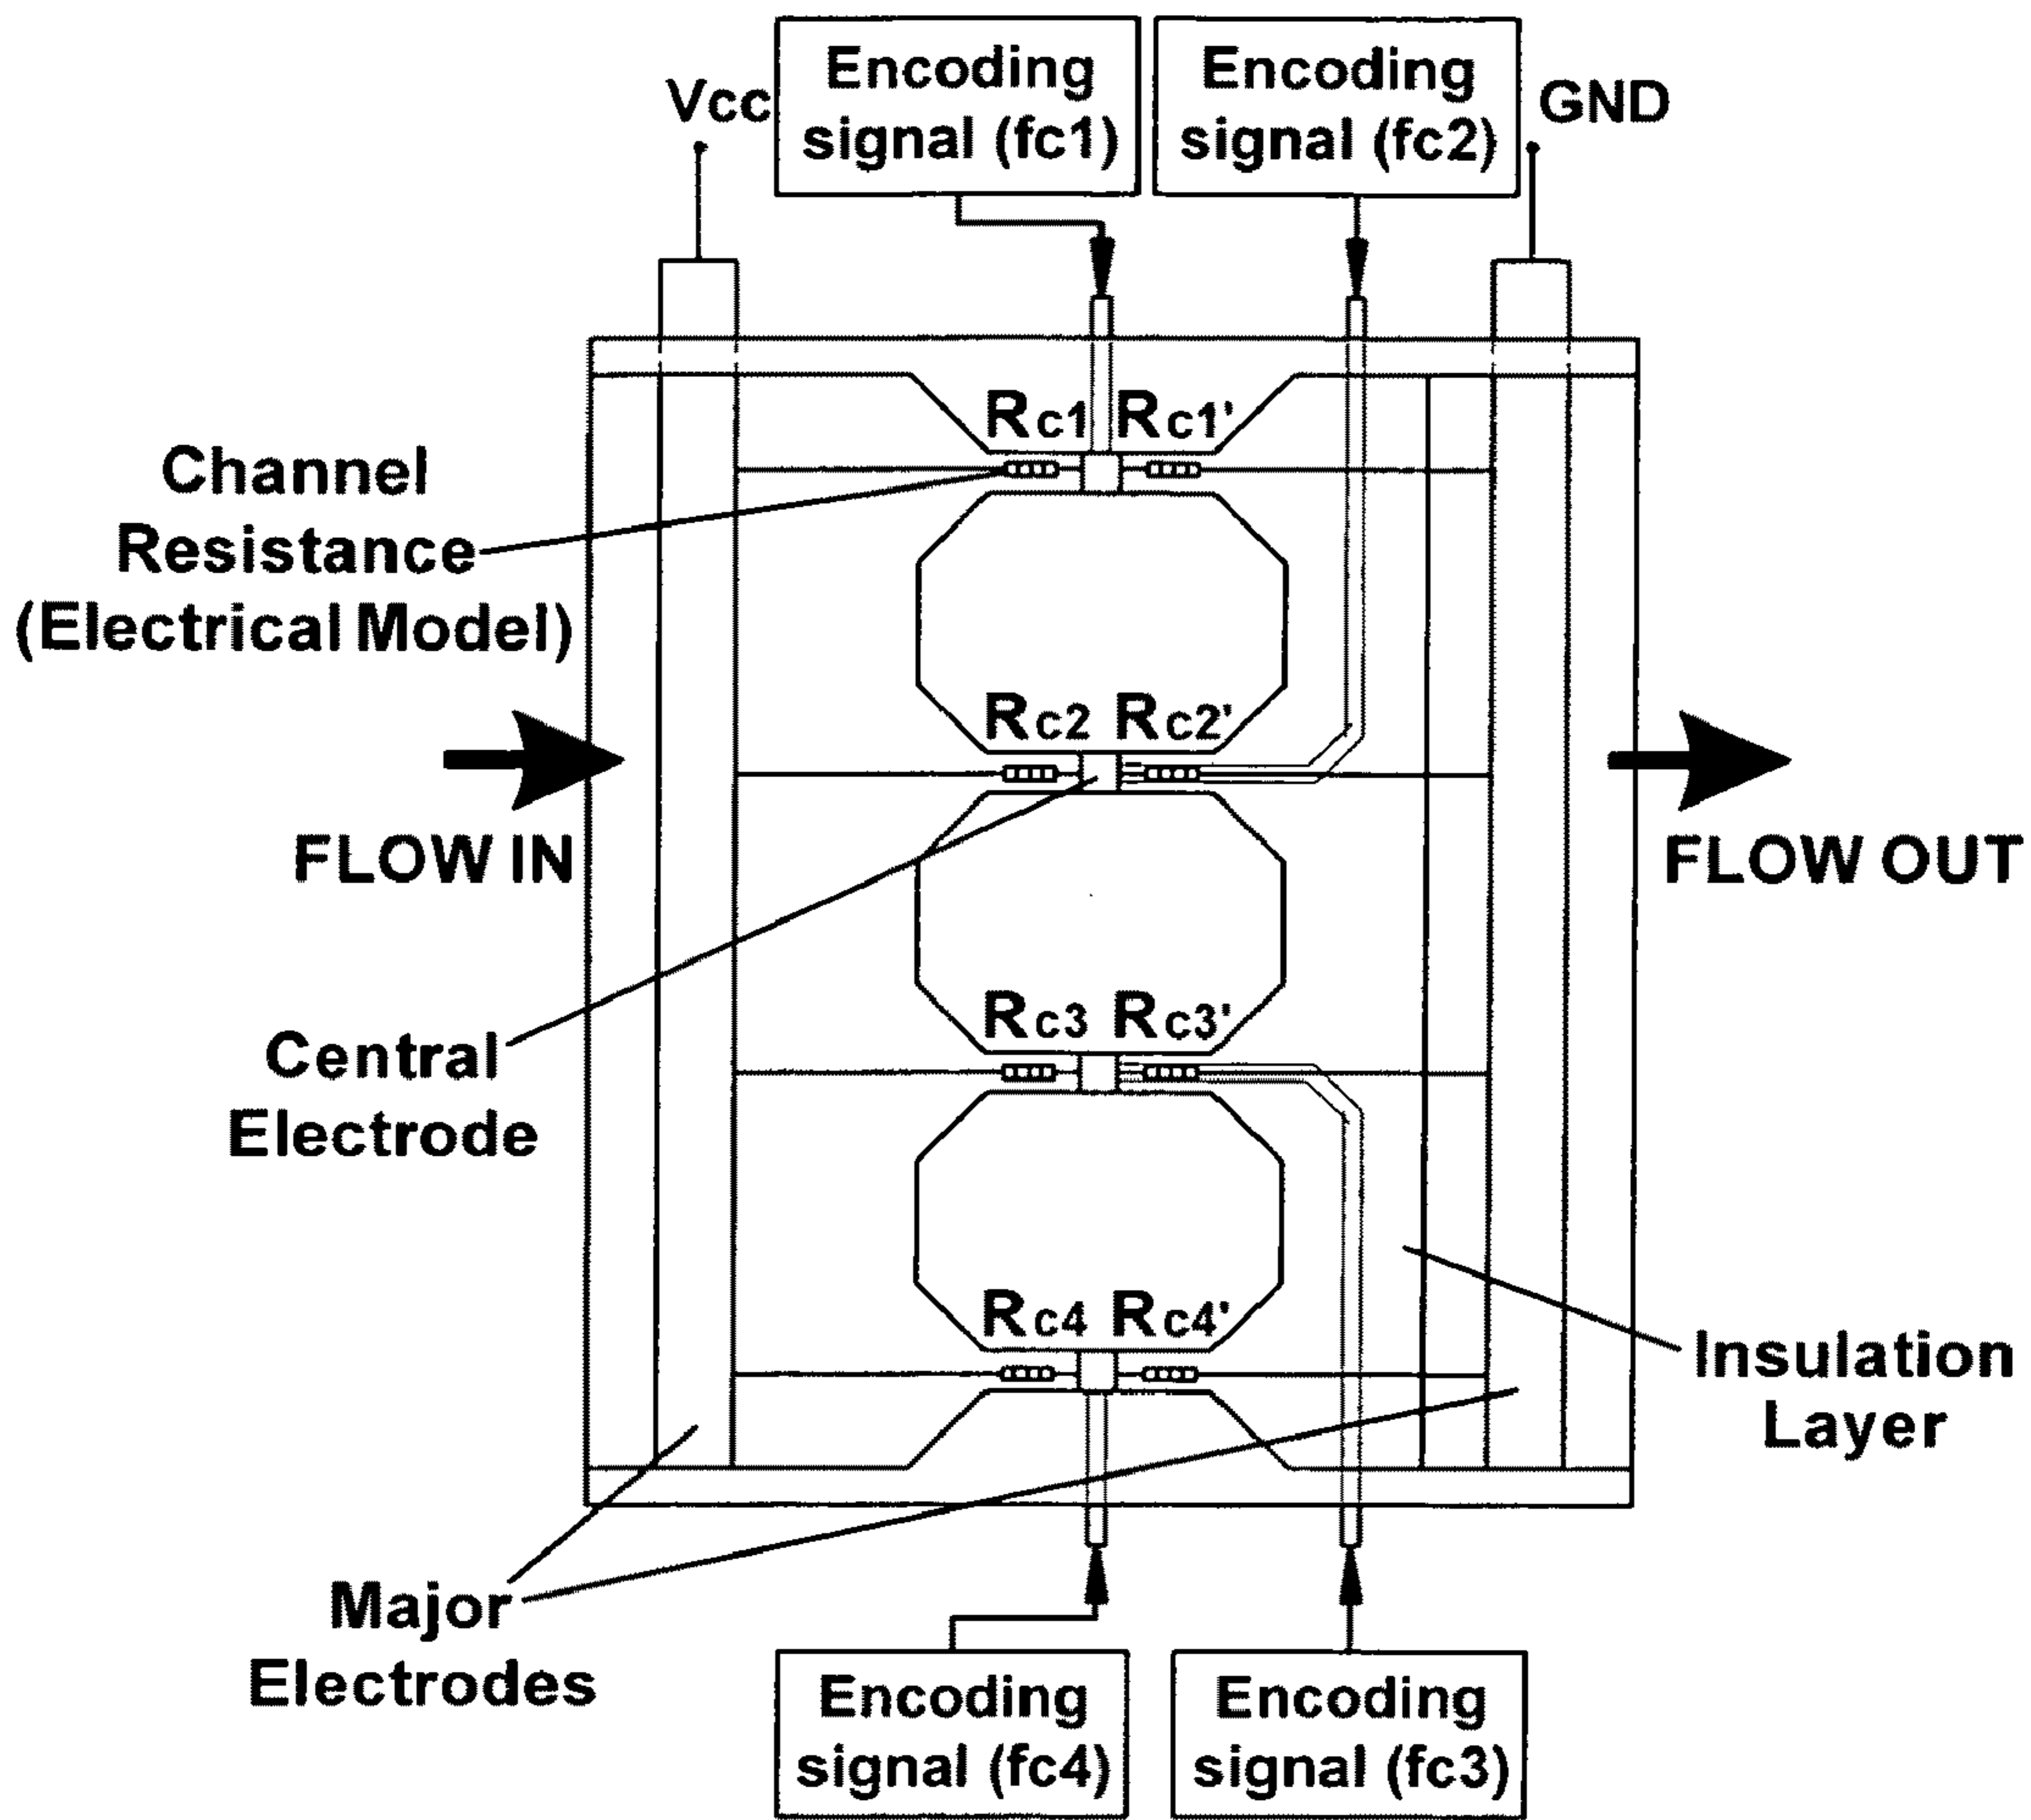 Encoding
signal (fc1)
Encoding
signal (fc2)
Vcc
GND
Rc1 Rc1'
Channel
Resistance
(Electrical Model)
Rc2 Rc2'
FLOW IN
FLOW OUT
Rc3 Rc3'
Central
Electrode
Rc4 Rc4'
Insulation
Layer
Major
Electrodes
Encoding
signal (fc4)
Encoding
signal (fc3)